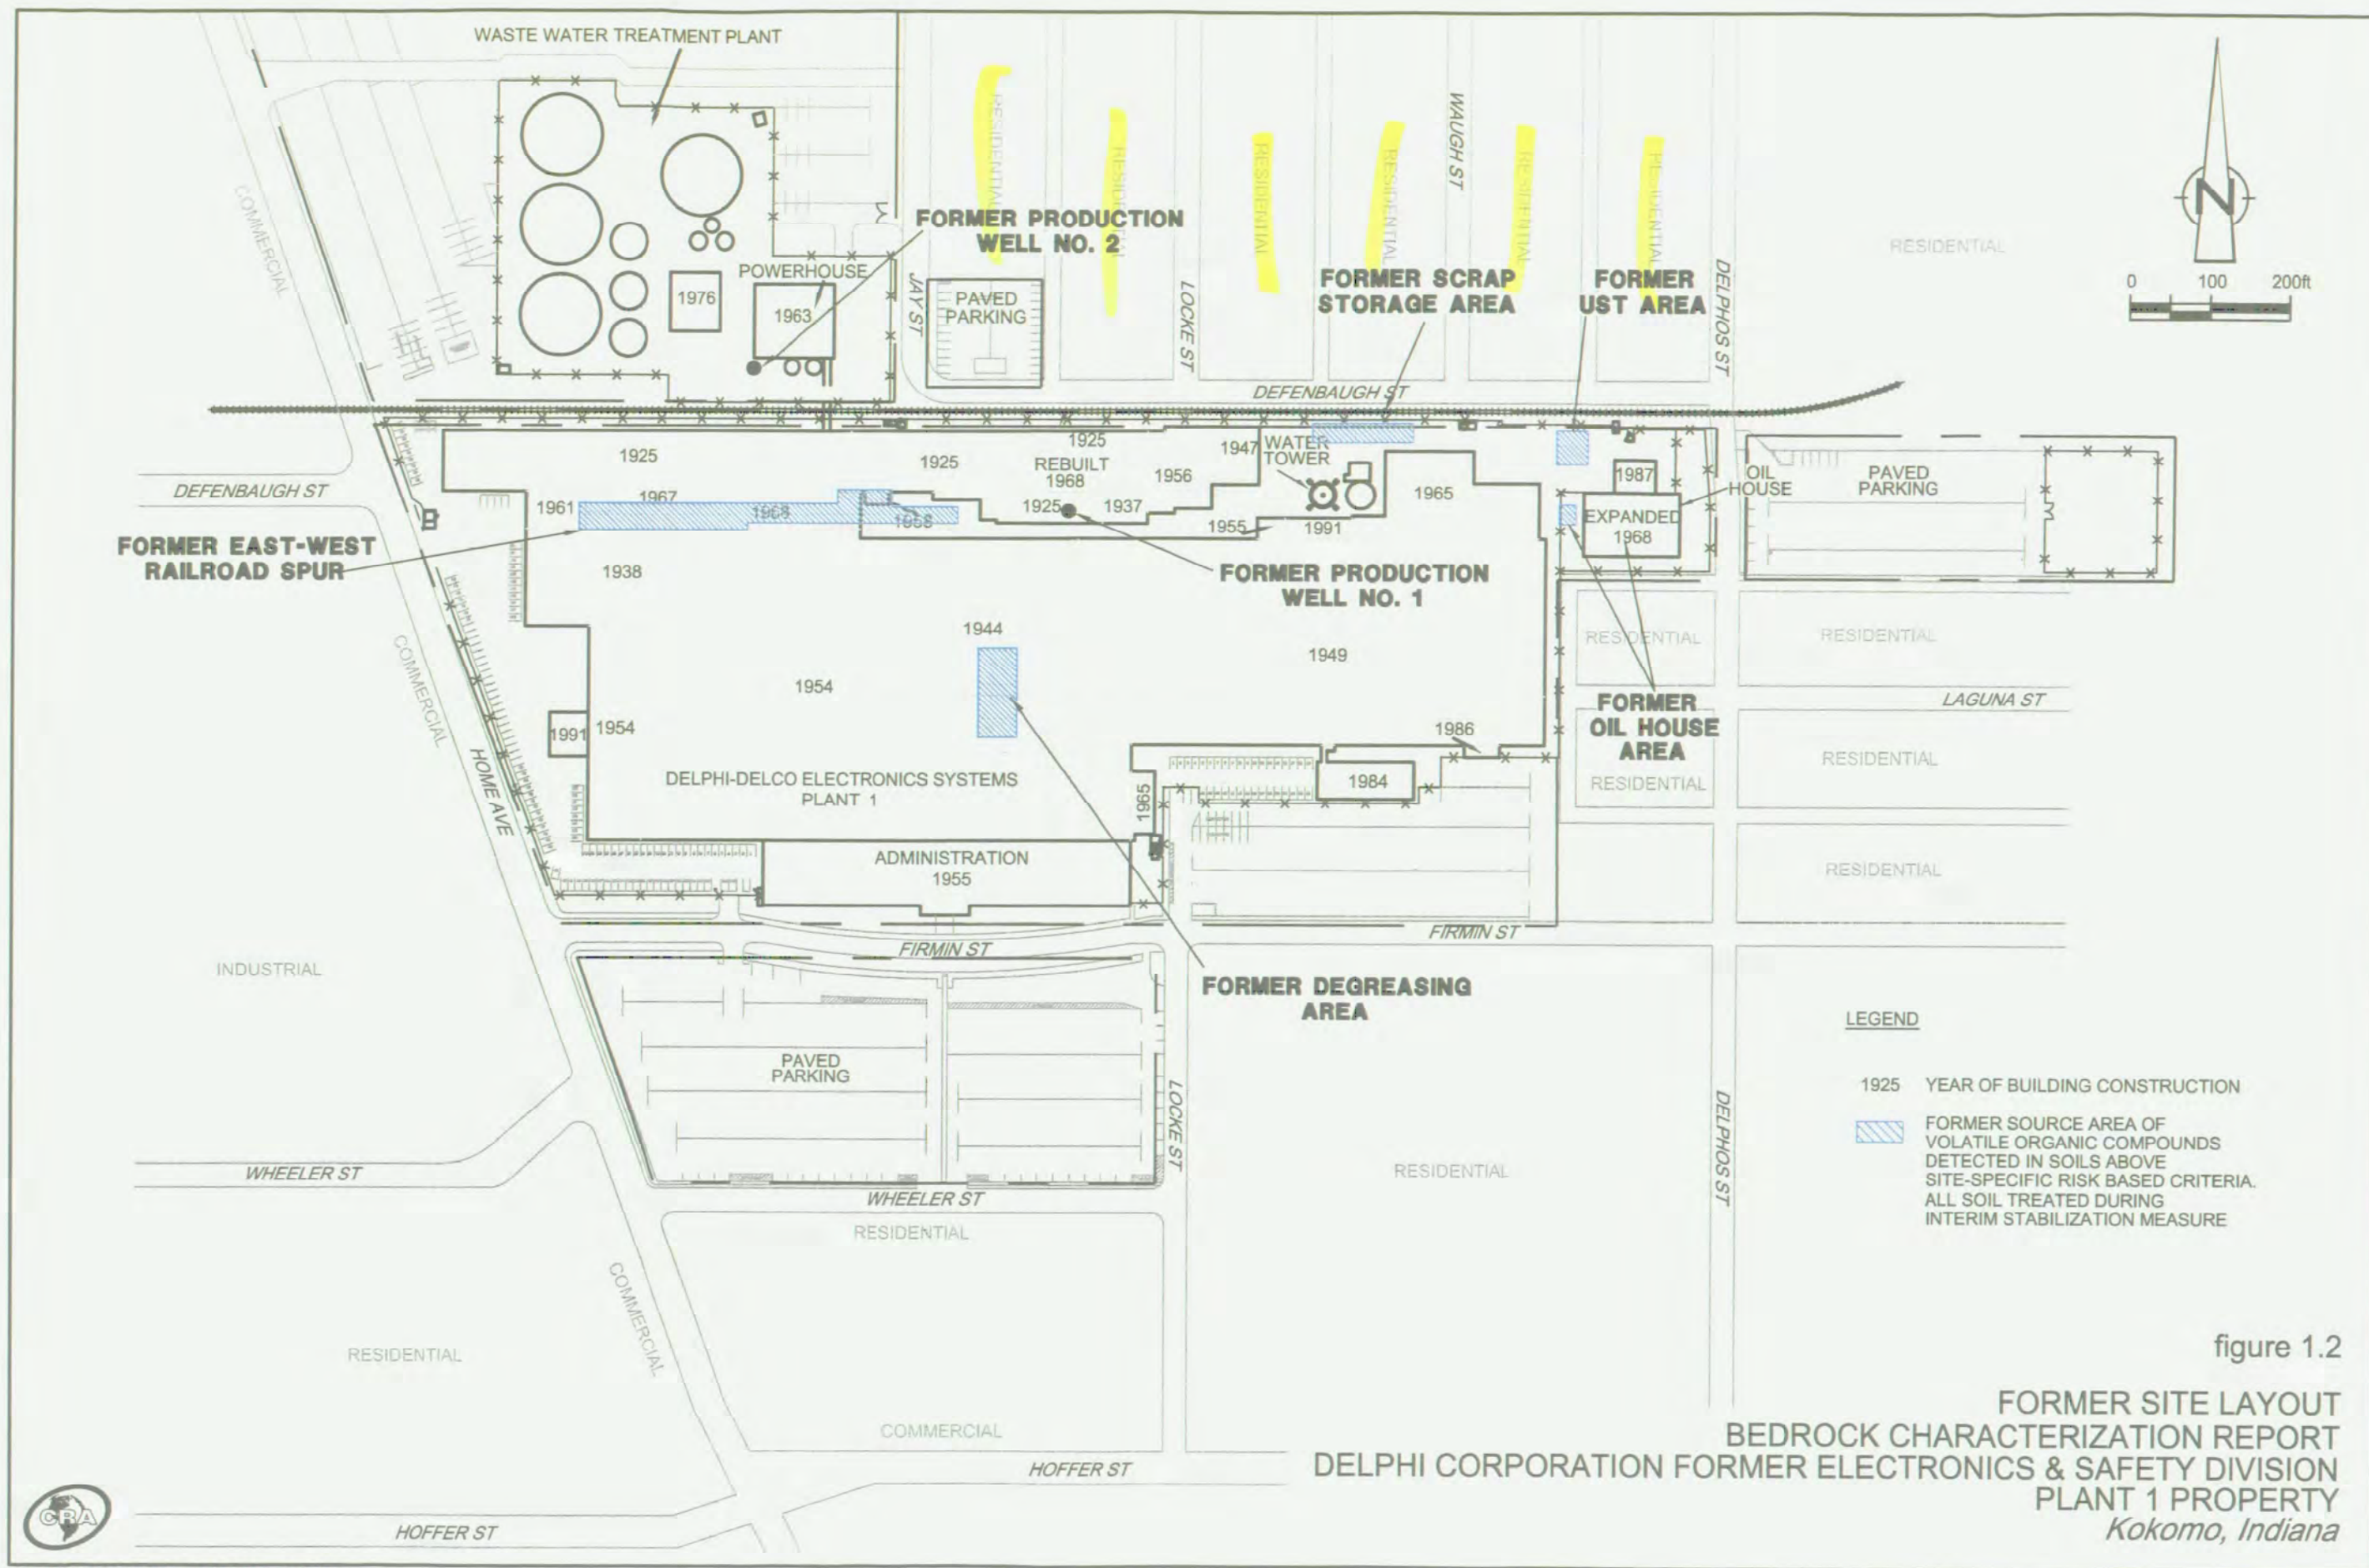 WASTE WATER TREATMENT PLANT
COMMERCIAL
RESIDENTIAL
RESIDENTIAL
RESIDENTIAL
RESIDENTIAL
RESIDENTIAL
RESIDENTIAL
WAUGH ST
RESIDENTIAL
N
0 100 200ft
FORMER PRODUCTION
WELL NO. 2
POWERHOUSE
1976
1963
JAY ST
PAVED
PARKING
LOCKE ST
FORMER SCRAP
STORAGE AREA
FORMER
UST AREA
DELPHOS ST
DEFENBAUGH ST
DEFENBAUGH ST
1925
1925
1925
REBUILT
1968
1956
1947
WATER
TOWER
1965
1987
OIL
HOUSE
PAVED
PARKING
1961
1967
1968
1958
1925
1937
1955
1991
EXPANDED
1968
FORMER EAST-WEST
RAILROAD SPUR
1938
FORMER PRODUCTION
WELL NO. 1
1944
1949
1954
1954
1991
COMMERCIAL
HOME AVE
RESIDENTIAL
RESIDENTIAL
LAGUNA ST
FORMER
OIL HOUSE
AREA
RESIDENTIAL
RESIDENTIAL
RESIDENTIAL
1986
1984
1965
DELPHI-DELCO ELECTRONICS SYSTEMS
PLANT 1
ADMINISTRATION
1955
FIRMIN ST
FIRMIN ST
INDUSTRIAL
FORMER DEGREASING
AREA
PAVED
PARKING
LOCKE ST
DELPHOS ST
RESIDENTIAL
WHEELER ST
WHEELER ST
RESIDENTIAL
COMMERCIAL
RESIDENTIAL
COMMERCIAL
HOFFER ST
HOFFER ST
CRA
LEGEND
1925 YEAR OF BUILDING CONSTRUCTION
FORMER SOURCE AREA OF
VOLATILE ORGANIC COMPOUNDS
DETECTED IN SOILS ABOVE
SITE-SPECIFIC RISK BASED CRITERIA.
ALL SOIL TREATED DURING
INTERIM STABILIZATION MEASURE
figure 1.2
FORMER SITE LAYOUT
BEDROCK CHARACTERIZATION REPORT
DELPHI CORPORATION FORMER ELECTRONICS & SAFETY DIVISION
PLANT 1 PROPERTY
Kokomo, Indiana